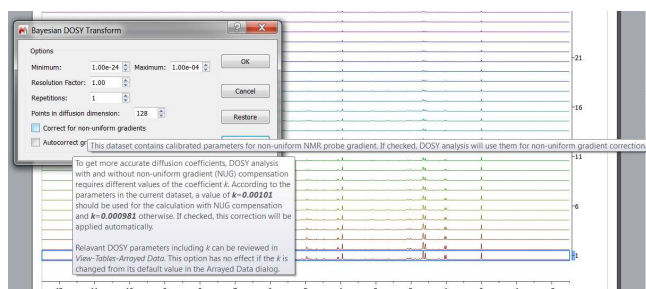 Bayesian DOSY Transform
Options
Minimum: 1.00e-24 Maximum: 1.00e-04
OK
Resolution Factor: 1.00
Cancel
Repetitions: 1
Points in diffusion dimension: 128
Restore
Correct for non-uniform gradients
Autocorrect gr
This dataset contains calibrated parameters for non-uniform NMR probe gradient. If checked, DOSY analysis will use them for non-uniform gradient correction.
To get more accurate diffusion coefficients, DOSY analysis
with and without non-uniform gradient (NUG) compensation
requires different values of the coefficient k. According to the
parameters in the current dataset, a value of k=0.00101
should be used for the calculation with NUG compensation
and k=0.000981 otherwise. If checked, this correction will be
applied automatically.
Relavant DOSY parameters including k can be reviewed in
View-Tables-Arrayed Data. This option has no effect if the k is
changed from its default value in the Arrayed Data dialog.
21
16
11
6
1